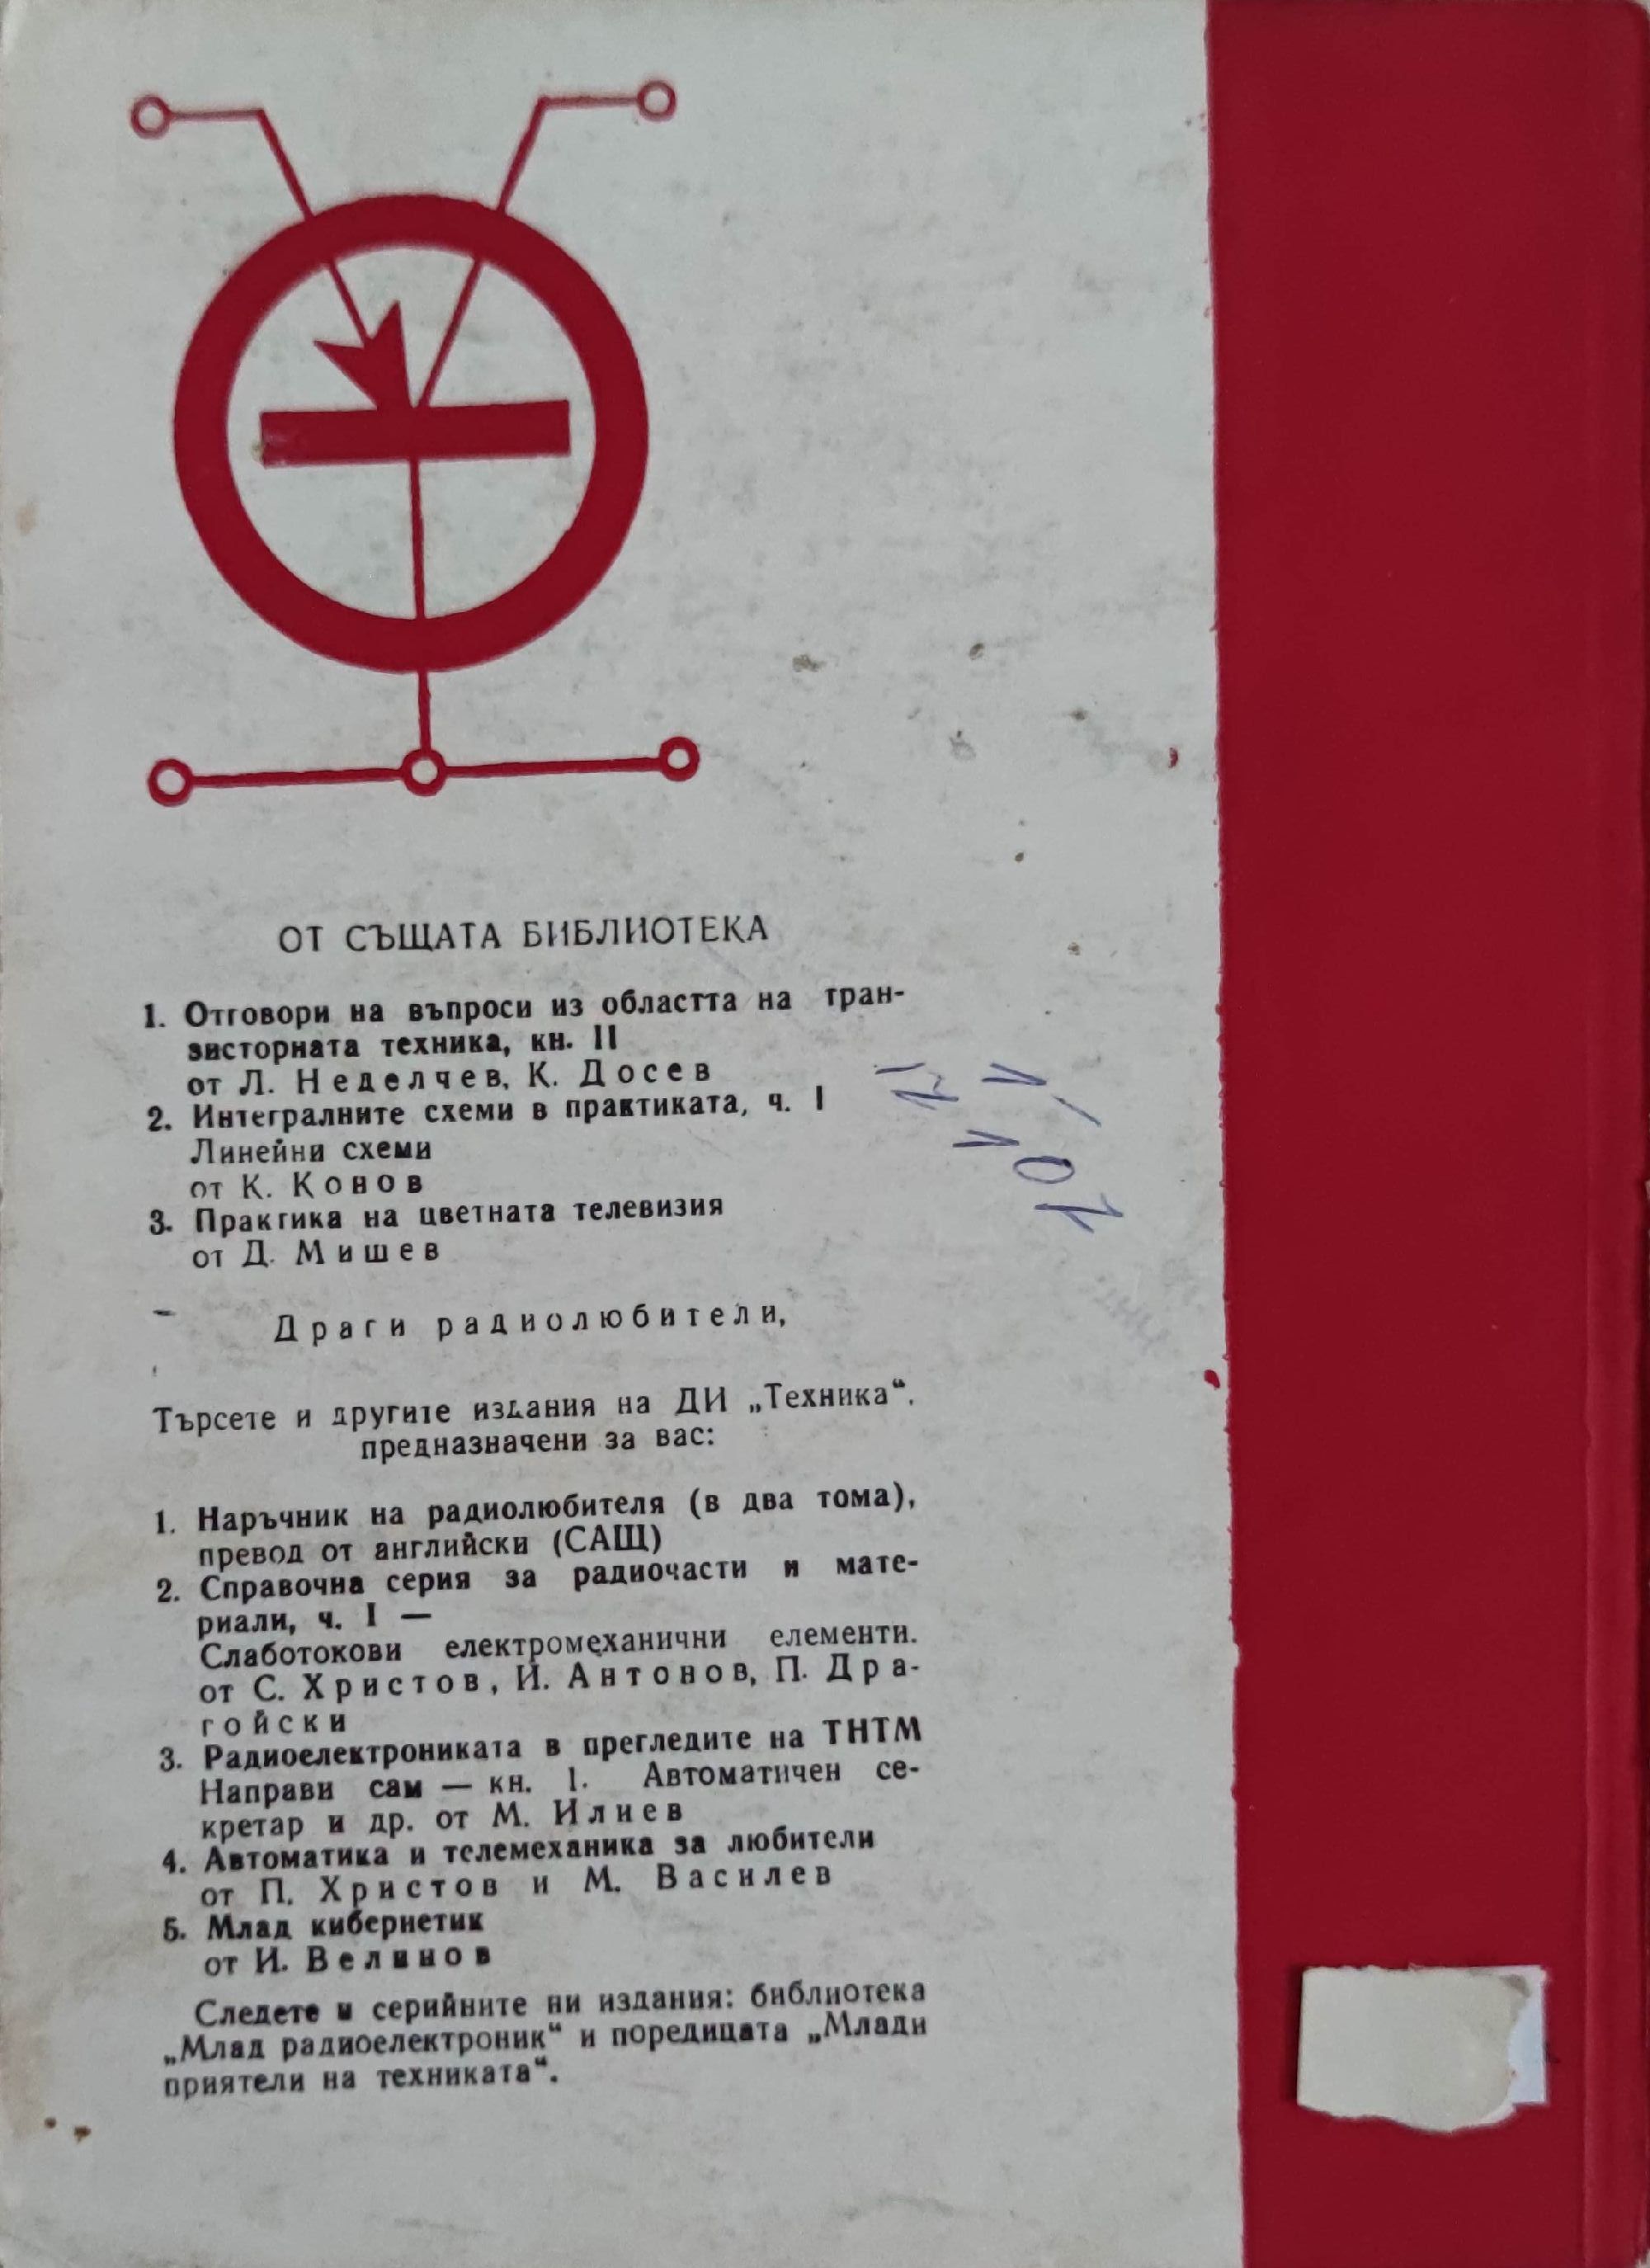 ОТ СЪЩАТА БИБЛИОТЕКА
1. Отговори на въпроси из областта на тран-
зисторната техника, кн. II
от Л. Неделчев, К. Досев
2. Интегралните схеми в практиката, ч. I
Линейни схеми
от К. Конов
3. Практика на цветната телевизия
от Д. Мишев
Драги радиолюбители,
Търсете и другите издания на ДИ „Техника“,
предназначени за вас:
1. Наръчник на радиолюбителя (в два тома),
превод от английски (САЩ)
2. Справочна серия за радиочасти и мате-
риали, ч. I —
Слаботокови електромеханични елементи.
от С. Христов, И. Антонов, П. Дра-
гойски
3. Радиоелектрониката в прегледите на ТНТМ
Направи сам — кн. 1. Автоматичен се-
кретар и др. от М. Илиев
4. Автоматика и телемеханика за любители
от П. Христов и М. Василев
5. Млад кибернетик
от И. Велинов
Следете и серийните ни издания: библиотека
„Млад радиоелектроник“ и поредицата „Млади
приятели на техниката“.